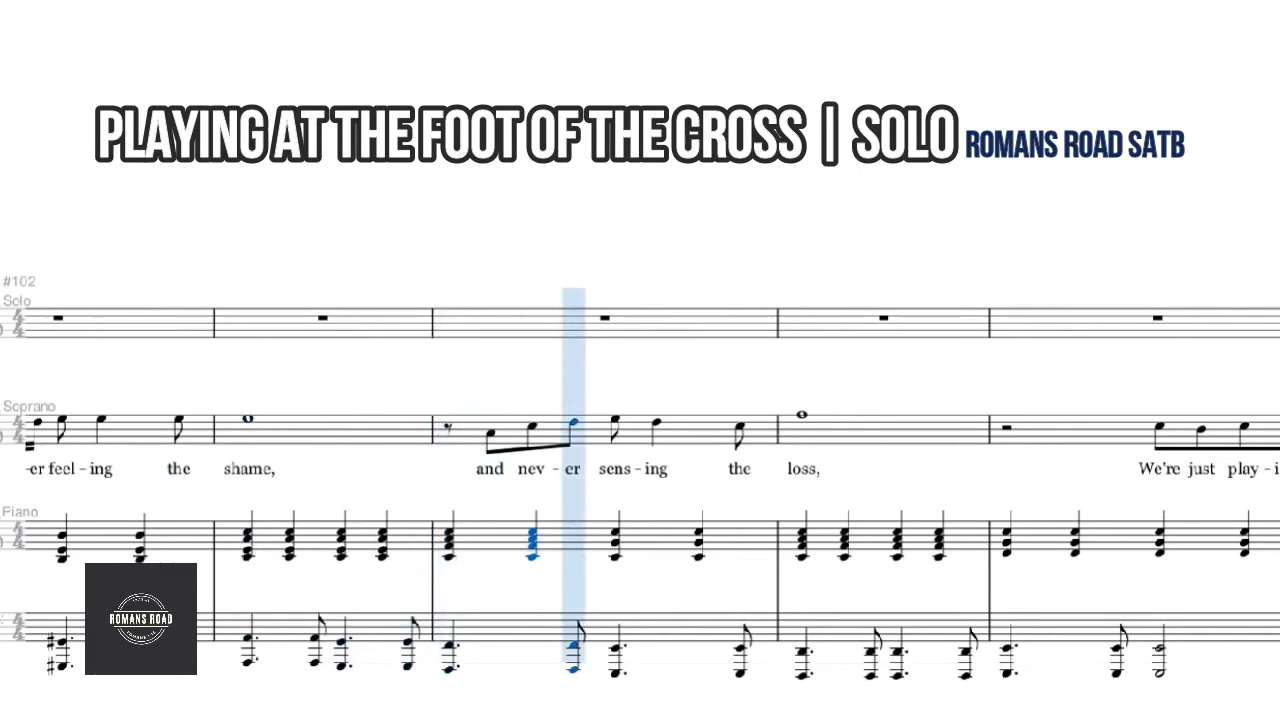 PLAYING AT THE FOOT OF THE CROSS | SOLO ROMANS ROAD SATB
#102
Solo
Soprano
-er feel - ing the shame, and nev - er sens - ing the loss, We're just play - i
Piano
ROMANS ROAD